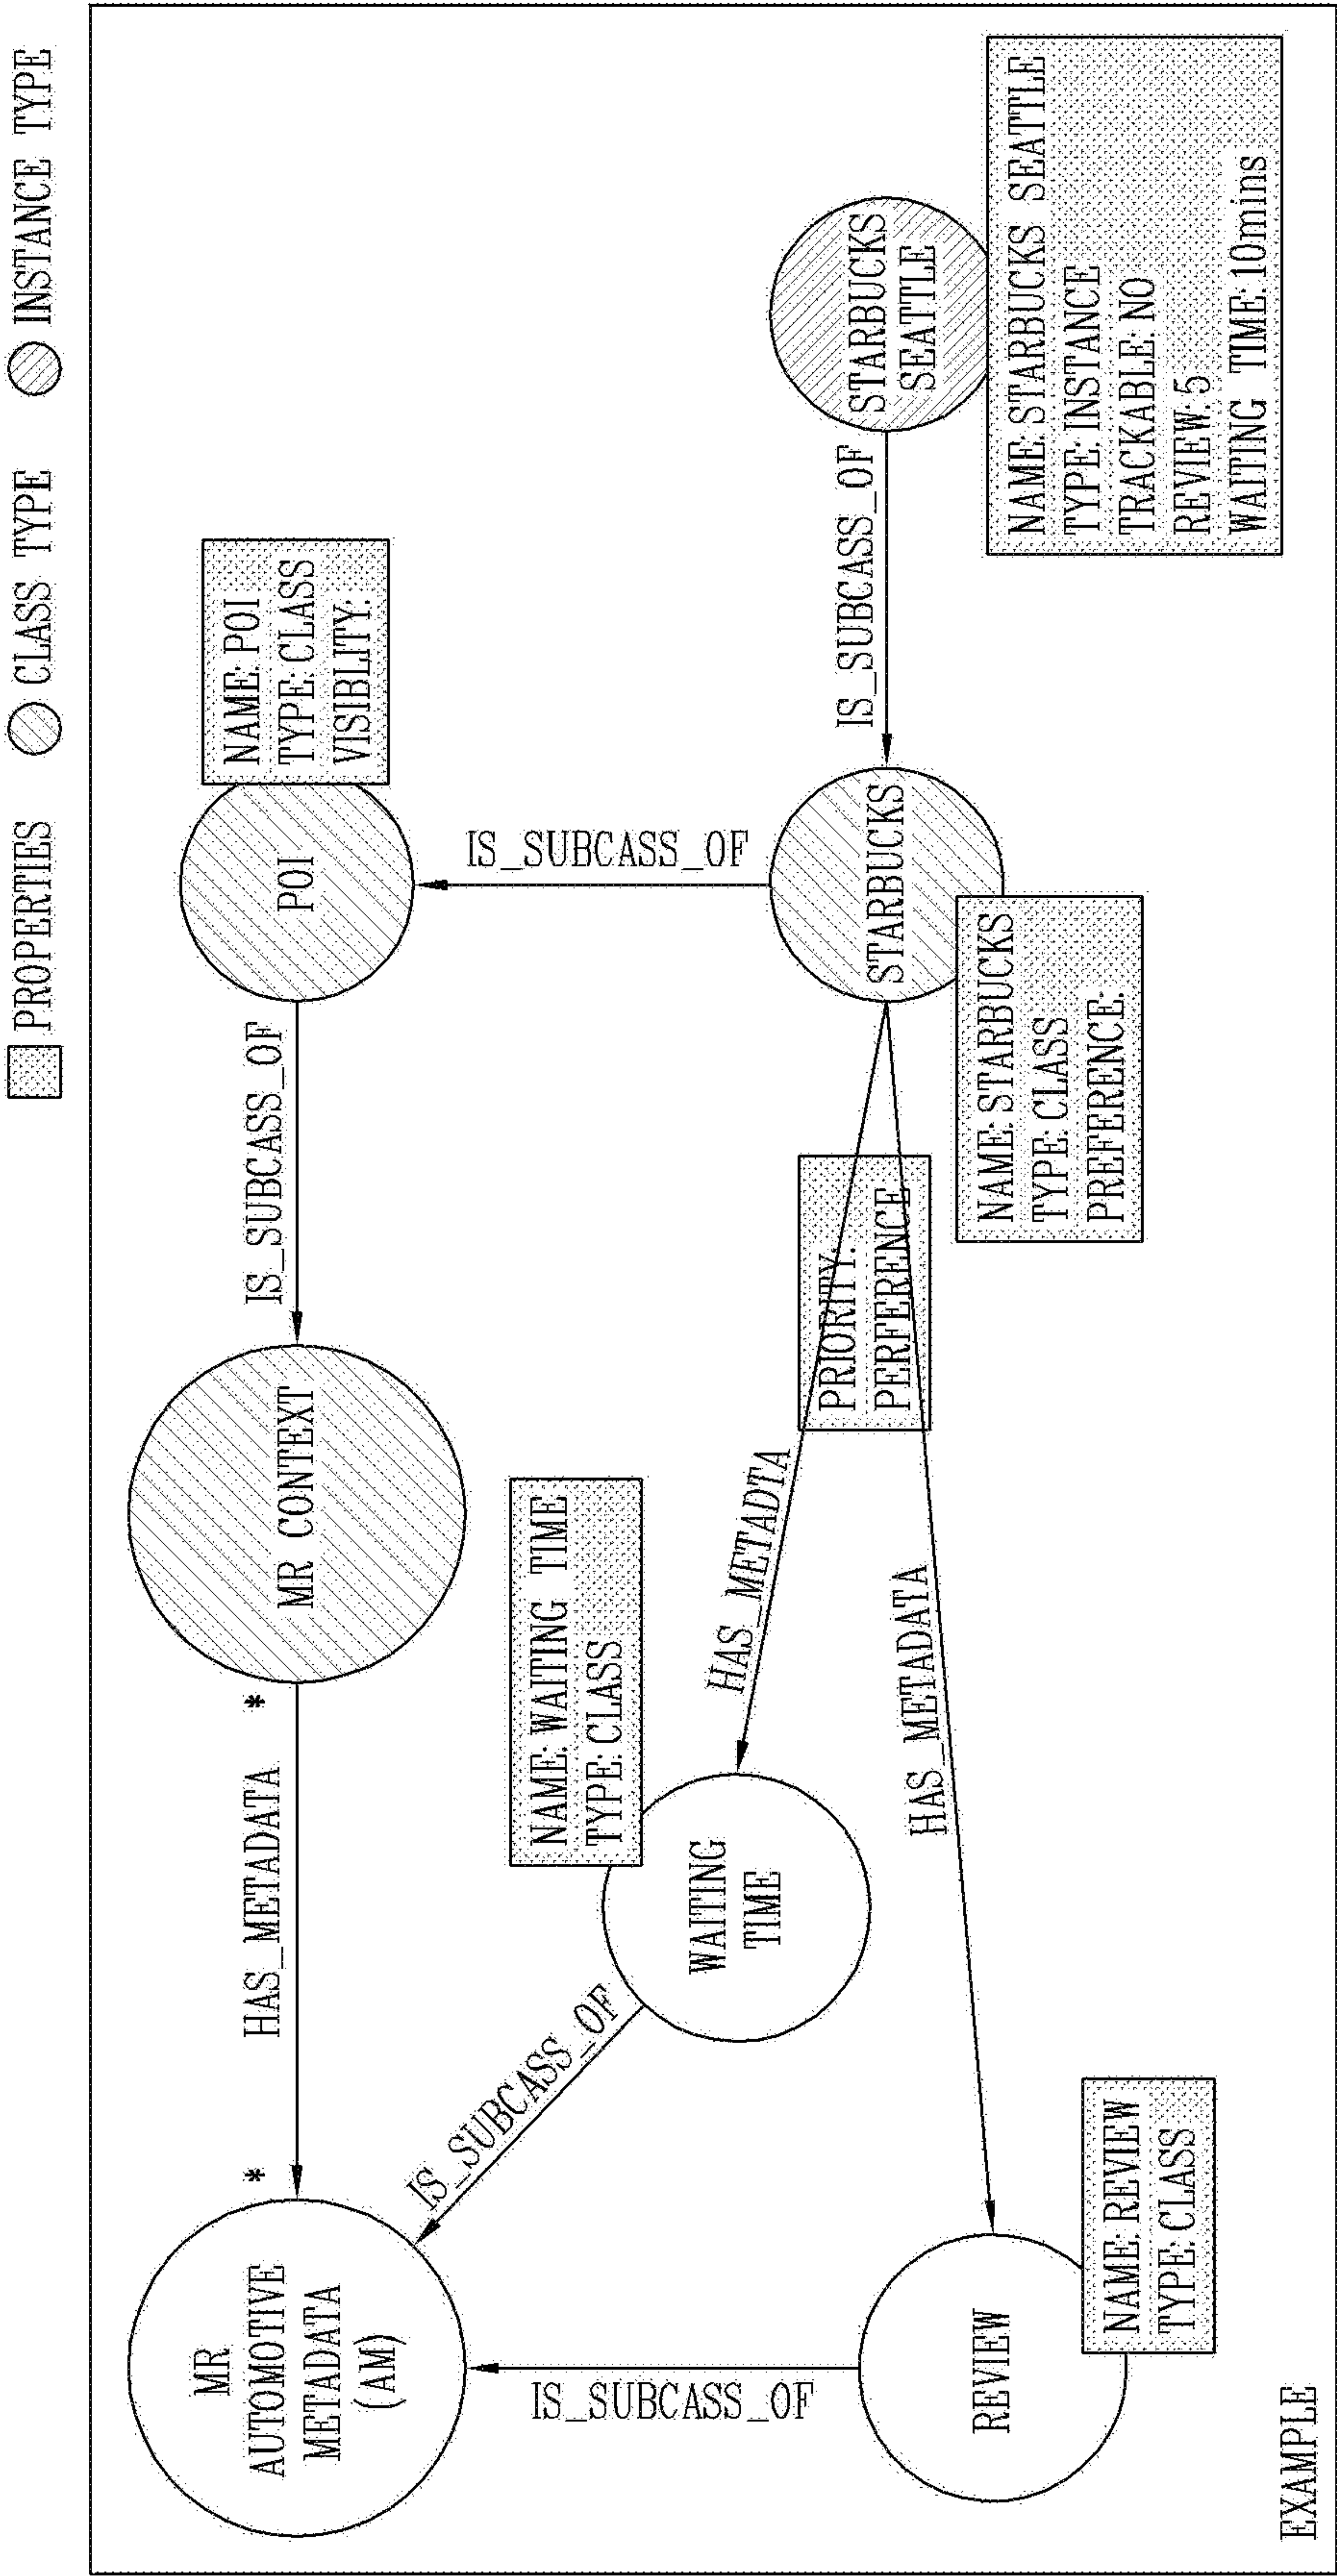 PROPERTIES
CLASS TYPE
INSTANCE TYPE
MR
AUTOMOTIVE
METADATA
(AM)
*
HAS_METADATA
*
MR CONTEXT
IS_SUBCASS_OF
POI
NAME: POI
TYPE: CLASS
VISIBLITY:
IS_SUBCASS_OF
NAME: WAITING TIME
TYPE: CLASS
WAITING
TIME
HAS_METADTA
PRIORITY:
PERFERENCE
IS_SUBCASS_OF
IS_SUBCASS_OF
REVIEW
NAME: REVIEW
TYPE: CLASS
HAS_METADATA
STARBUCKS
NAME: STARBUCKS
TYPE: CLASS
PREFERENCE:
IS_SUBCASS_OF
STARBUCKS
SEATTLE
NAME: STARBUCKS SEATTLE
TYPE: INSTANCE
TRACKABLE: NO
REVIEW: 5
WAITING TIME: 10mins
EXAMPLE